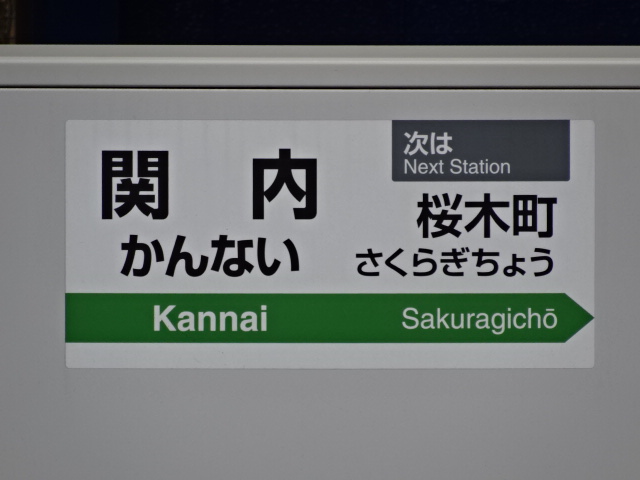 関内
かんない
Kannai
次は
Next Station
桜木町
さくらぎちょう
Sakuragichō